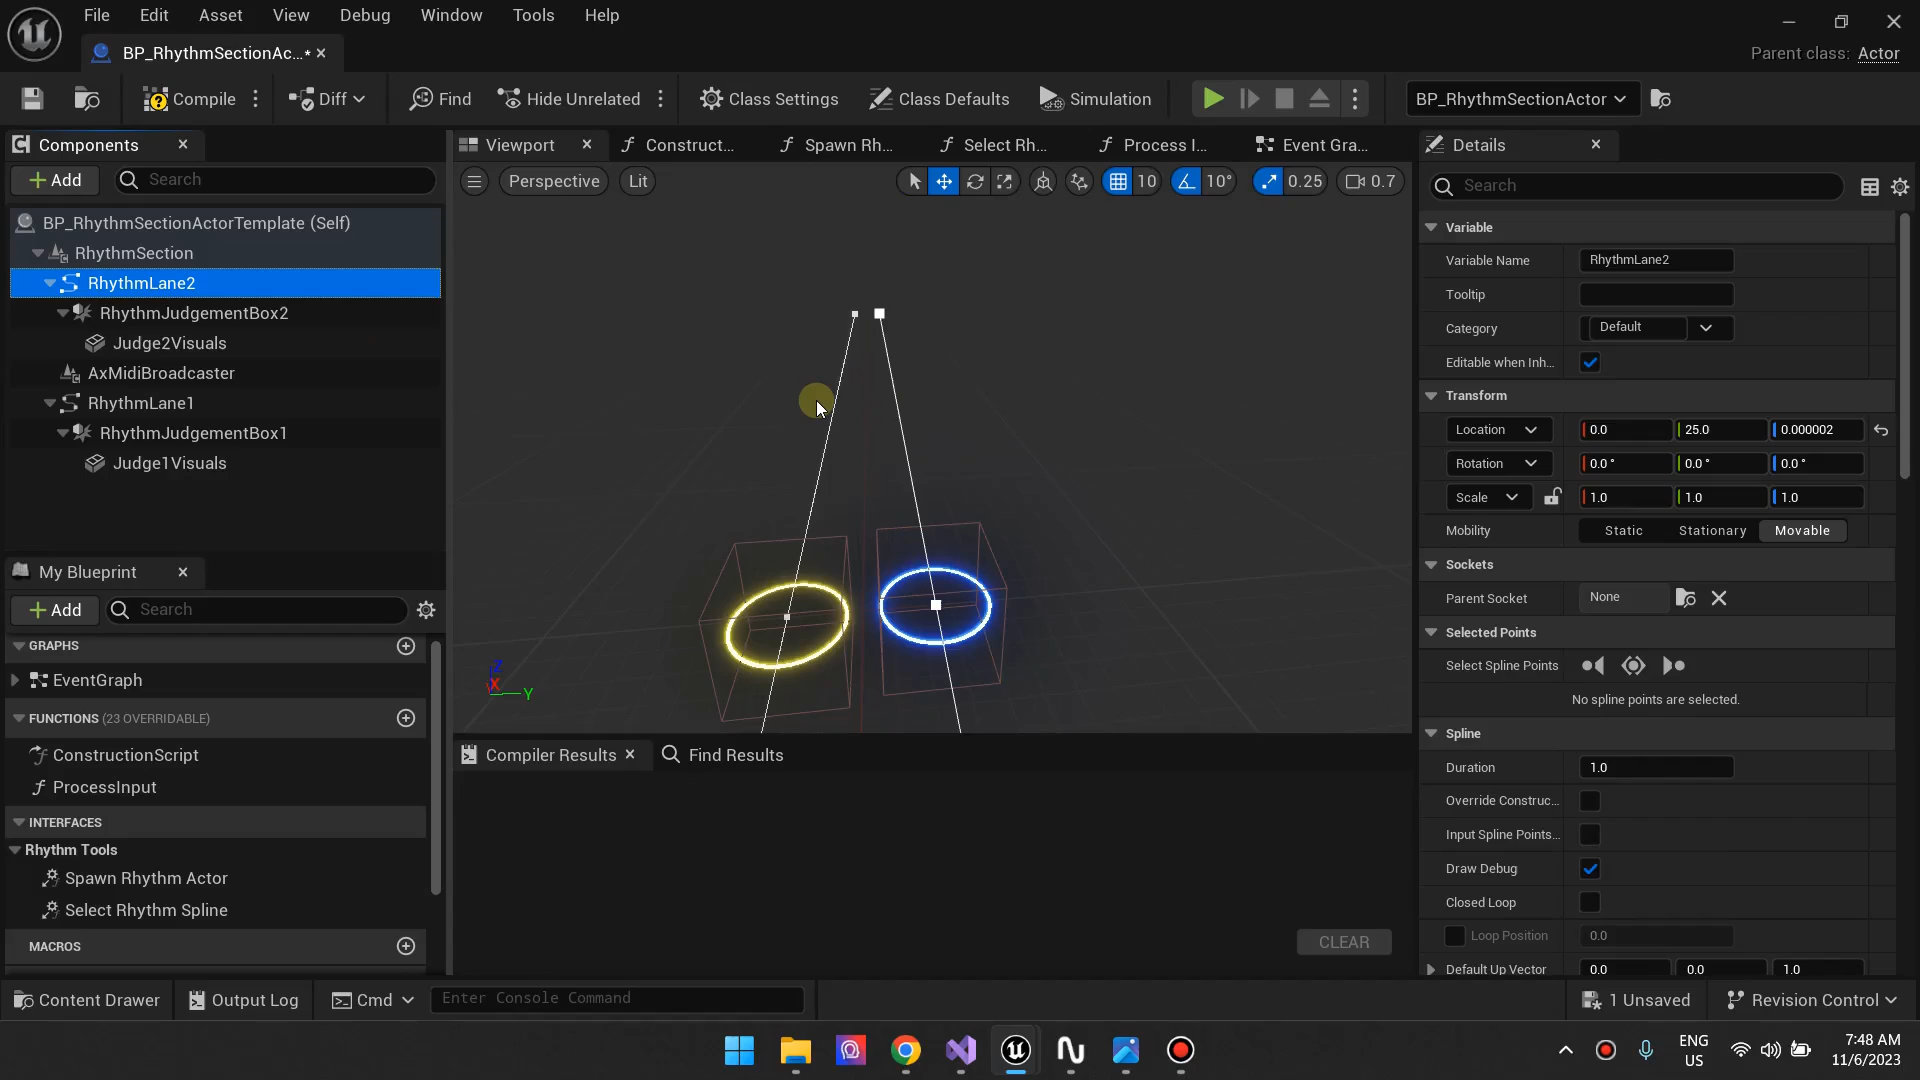 File Edit Asset View Debug Window Tools Help
BP_RhythmSectionAc...*
Parent class: Actor
Compile Diff Find Hide Unrelated Class Settings Class Defaults Simulation BP_RhythmSectionActor
Components
Add Search
BP_RhythmSectionActorTemplate (Self)
RhythmSection
RhythmLane2
RhythmJudgementBox2
Judge2Visuals
AxMidiBroadcaster
RhythmLane1
RhythmJudgementBox1
Judge1Visuals
My Blueprint
Add Search
GRAPHS
EventGraph
FUNCTIONS (23 OVERRIDABLE)
ConstructionScript
ProcessInput
INTERFACES
Rhythm Tools
Spawn Rhythm Actor
Select Rhythm Spline
MACROS
Viewport Construct... Spawn Rh... Select Rh... Process I... Event Gra...
Perspective Lit 10 10° 0.25 0.7
Z
X
Y
Compiler Results Find Results
CLEAR
Details
Search
Variable
Variable Name RhythmLane2
Tooltip
Category Default
Editable when Inh...
Transform
Location 0.0 25.0 0.000002
Rotation 0.0 ° 0.0 ° 0.0 °
Scale 1.0 1.0 1.0
Mobility Static Stationary Movable
Sockets
Parent Socket None
Selected Points
Select Spline Points
No spline points are selected.
Spline
Duration 1.0
Override Construc...
Input Spline Points...
Draw Debug
Closed Loop
Loop Position 0.0
Default Up Vector 0.0 0.0 1.0
Content Drawer Output Log Cmd Enter Console Command 1 Unsaved Revision Control
ENG
US
7:48 AM
11/6/2023